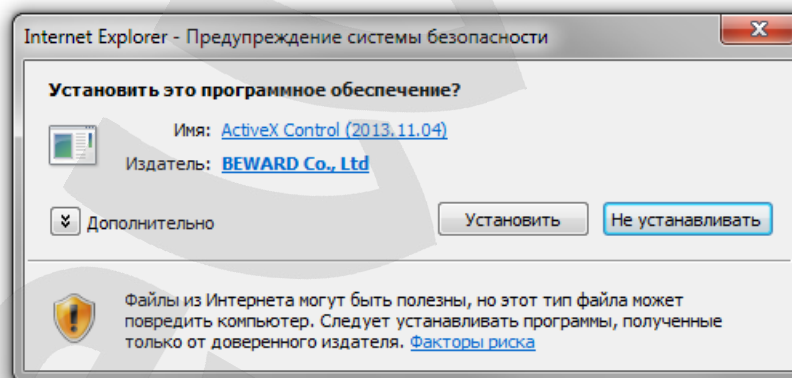 Internet Explorer - Предупреждение системы безопасности
Установить это программное обеспечение?
Имя: ActiveX Control (2013.11.04)
Издатель: BEWARD Co., Ltd
Дополнительно
Установить
Не устанавливать
Файлы из Интернета могут быть полезны, но этот тип файла может
повредить компьютер. Следует устанавливать программы, полученные
только от доверенного издателя. Факторы риска